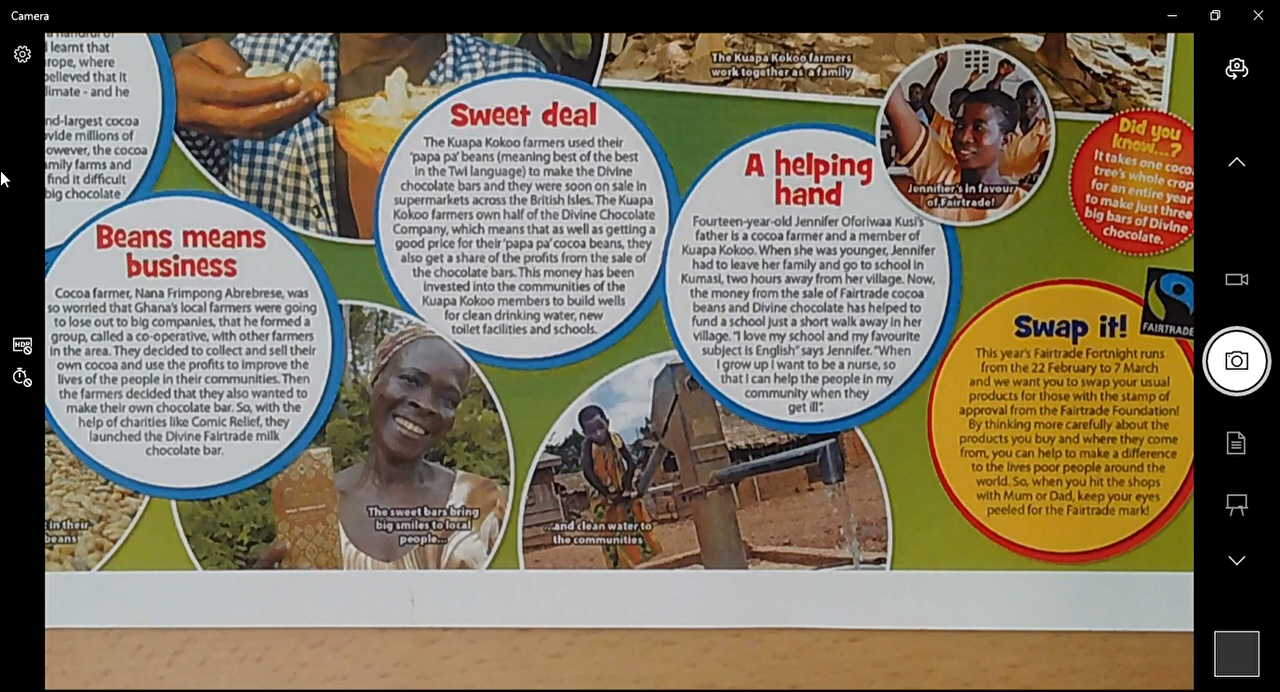 Camera
learnt that
rope, where
believed that it
limate - and he
nd-largest cocoa
vide millions of
owever, the cocoa
mily farms and
find it difficult
big chocolate
The Kuapa Kokoo farmers
work together as a family
Sweet deal
The Kuapa Kokoo farmers used their
'papa pa' beans (meaning best of the best
in the Twi language) to make the Divine
chocolate bars and they were soon on sale in
supermarkets across the British Isles. The Kuapa
Kokoo farmers own half of the Divine Chocolate
Company, which means that as well as getting a
good price for their 'papa pa' cocoa beans, they
also get a share of the profits from the sale of
the chocolate bars. This money has been
invested into the communities of the
Kuapa Kokoo members to build wells
for clean drinking water, new
toilet facilities and schools.
A helping
hand
Fourteen-year-old Jennifer Oforiwaa Kusi's
father is a cocoa farmer and a member of
Kuapa Kokoo. When she was younger, Jennifer
had to leave her family and go to school in
Kumasi, two hours away from her village. Now,
the money from the sale of Fairtrade cocoa
beans and Divine chocolate has helped to
fund a school just a short walk away in her
village. "I love my school and my favourite
subject is English" says Jennifer. "When
I grow up I want to be a nurse, so
that I can help the people in my
community when they
get ill".
Jennifer's in favour
of Fairtrade!
Did you
know...?
It takes one coco
tree's whole crop
for an entire year
to make just three
big bars of Divine
chocolate.
Beans means
business
Cocoa farmer, Nana Frimpong Abrebrese, was
so worried that Ghana's local farmers were going
to lose out to big companies, that he formed a
group, called a co-operative, with other farmers
in the area. They decided to collect and sell their
own cocoa and use the profits to improve the
lives of the people in their communities. Then
the farmers decided that they also wanted to
make their own chocolate bar. So, with the
help of charities like Comic Relief, they
launched the Divine Fairtrade milk
chocolate bar.
FAIRTRADE
Swap it!
This year's Fairtrade Fortnight runs
from the 22 February to 7 March
and we want you to swap your usual
products for those with the stamp of
approval from the Fairtrade Foundation!
By thinking more carefully about the
products you buy and where they come
from, you can help to make a difference
to the lives poor people around the
world. So, when you hit the shops
with Mum or Dad, keep your eyes
peeled for the Fairtrade mark!
in their
beans
The sweet bars bring
big smiles to local
people...
...and clean water to
the communities
HDR